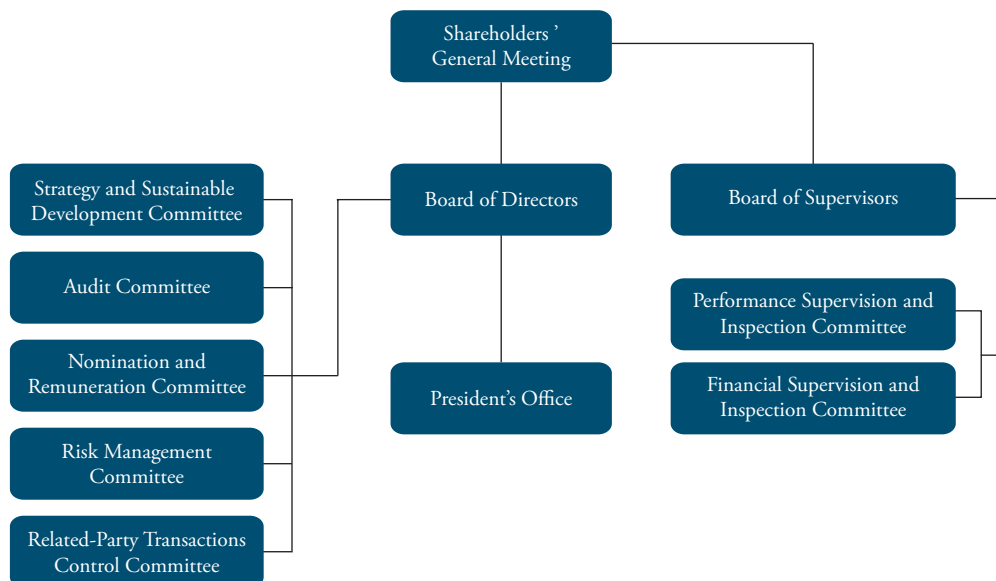 Shareholders ’
General Meeting
Strategy and Sustainable
Development Committee
Board of Directors
Board of Supervisors
Audit Committee
Performance Supervision and
Inspection Committee
Nomination and
Remuneration Committee
President’s Office
Financial Supervision and
Inspection Committee
Risk Management
Committee
Related-Party Transactions
Control Committee